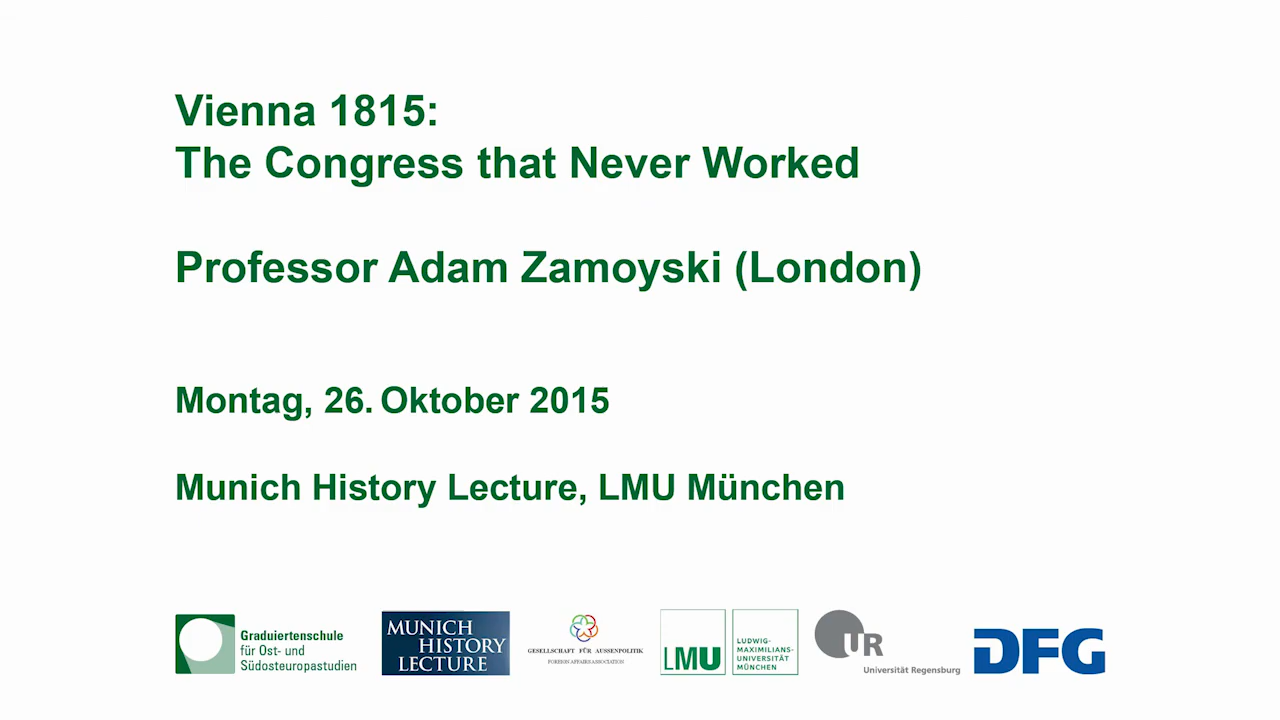 Vienna 1815:
The Congress that Never Worked
Professor Adam Zamoyski (London)
Montag, 26. Oktober 2015
Munich History Lecture, LMU München
Graduiertenschule
für Ost- und
Südosteuropastudien
MUNICH
HISTORY
LECTURE
GESELLSCHAFT FÜR AUSSENPOLITIK
FOREIGN AFFAIRS ASSOCIATION
LMU
LUDWIG-
MAXIMILIANS-
UNIVERSITÄT
MÜNCHEN
UR
Universität Regensburg
DFG